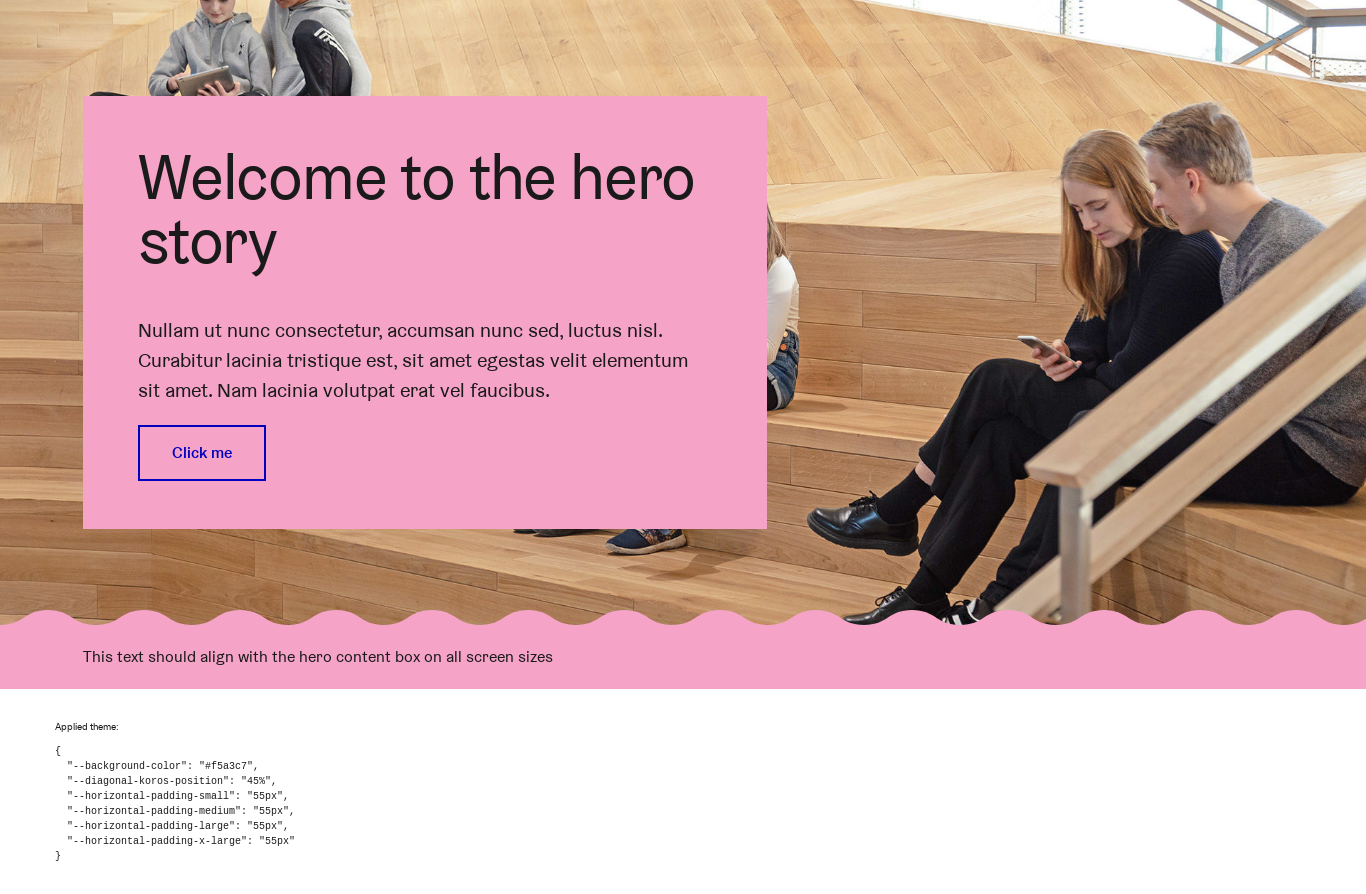 Welcome to the hero
story
Nullam ut nunc consectetur, accumsan nunc sed, luctus nisl.
Curabitur lacinia tristique est, sit amet egestas velit elementum
sit amet. Nam lacinia volutpat erat vel faucibus.
Click me
This text should align with the hero content box on all screen sizes
Applied theme:
{
  "--background-color": "#f5a3c7",
  "--diagonal-koros-position": "45%",
  "--horizontal-padding-small": "55px",
  "--horizontal-padding-medium": "55px",
  "--horizontal-padding-large": "55px",
  "--horizontal-padding-x-large": "55px"
}